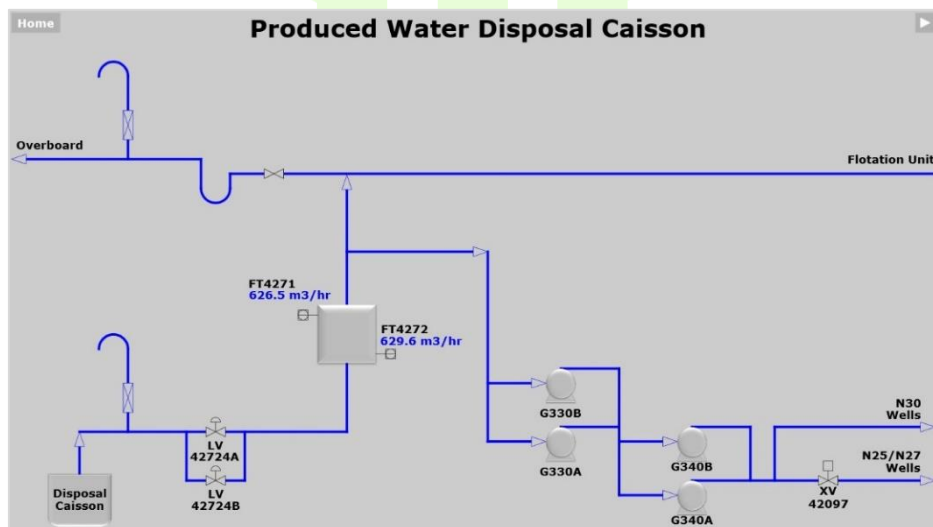 Home
Produced Water Disposal Caisson
Overboard
Flotation Unit
FT4271
626.5 m3/hr
FT4272
629.6 m3/hr
G330B
N30
Wells
LV
42724A
G330A
G340B
N25/N27
Wells
LV
42724B
Disposal
Caisson
G340A
XV
42097